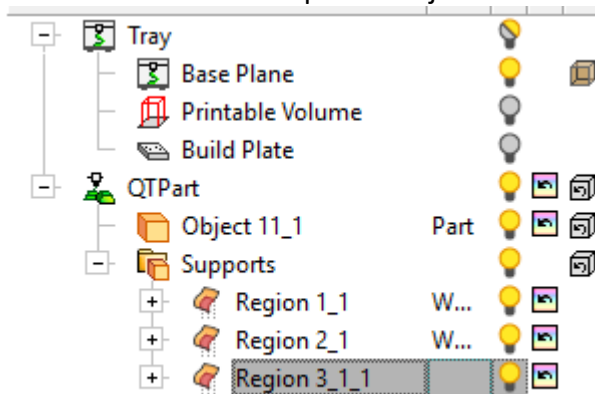 Tray
Base Plane
Printable Volume
Build Plate
QTPart
Object 11_1 Part
Supports
Region 1_1 W...
Region 2_1 W...
Region 3_1_1